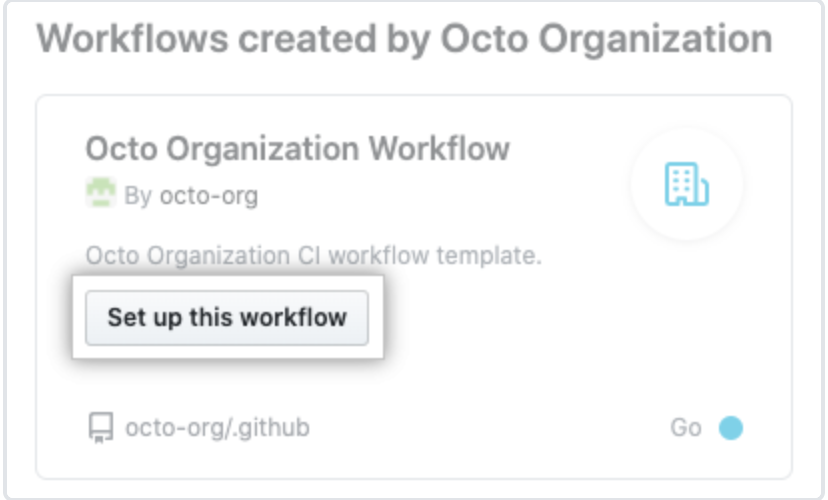 Workflows created by Octo Organization
Octo Organization Workflow
By octo-org
Octo Organization CI workflow template.
Set up this workflow
octo-org/.github
Go